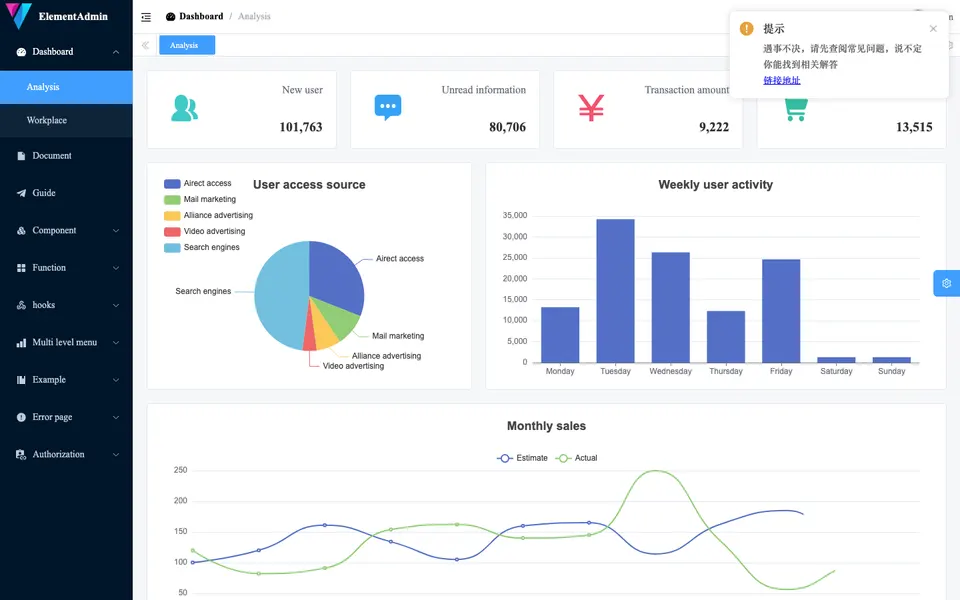 ElementAdmin
Dashboard / Analysis
Dashboard
Analysis
Workplace
Document
Guide
Component
Function
hooks
Multi level menu
Example
Error page
Authorization
Analysis
提示
遇事不决，请先查阅常见问题，说不定
你能找到相关解答
链接地址
New user
101,763
Unread information
80,706
Transaction amount
9,222
13,515
User access source
Airect access
Mail marketing
Alliance advertising
Video advertising
Search engines
Airect access
Search engines
Mail marketing
Alliance advertising
Video advertising
Weekly user activity
35,000
30,000
25,000
20,000
15,000
10,000
5,000
0
Monday Tuesday Wednesday Thursday Friday Saturday Sunday
Monthly sales
Estimate Actual
250
200
150
100
50